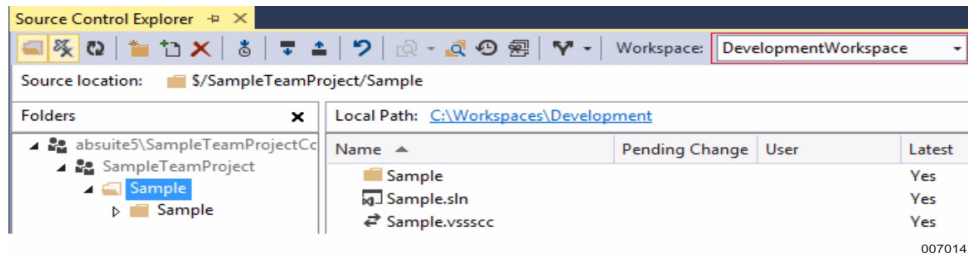 Source Control Explorer
Workspace: DevelopmentWorkspace
Source location: $/SampleTeamProject/Sample
Folders
Local Path: C:\Workspaces\Development
absuite5\SampleTeamProjectCc
Name Pending Change User Latest
SampleTeamProject
Sample Yes
Sample
Sample.sln Yes
Sample
Sample.vssscc Yes
007014